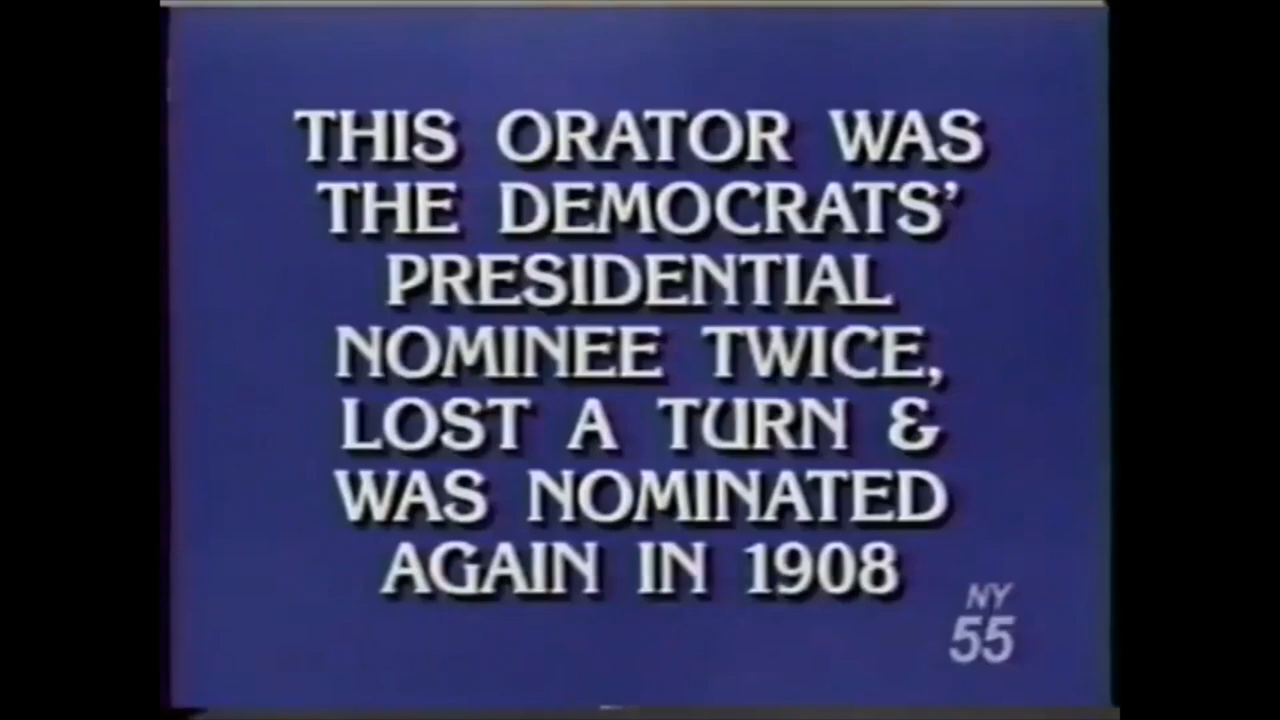 THIS ORATOR WAS
THE DEMOCRATS'
PRESIDENTIAL
NOMINEE TWICE,
LOST A TURN &
WAS NOMINATED
AGAIN IN 1908
NY
55